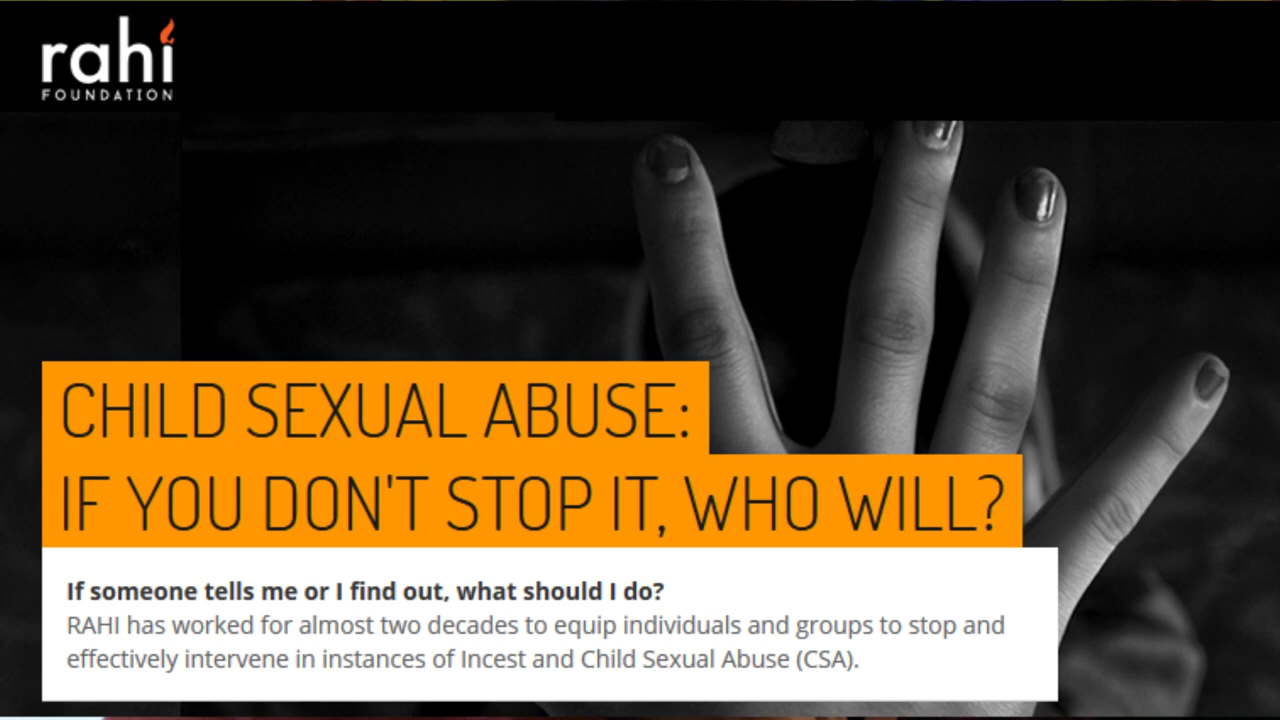 rahi
FOUNDATION
CHILD SEXUAL ABUSE:
IF YOU DON'T STOP IT, WHO WILL?
If someone tells me or I find out, what should I do?
RAHI has worked for almost two decades to equip individuals and groups to stop and
effectively intervene in instances of Incest and Child Sexual Abuse (CSA).